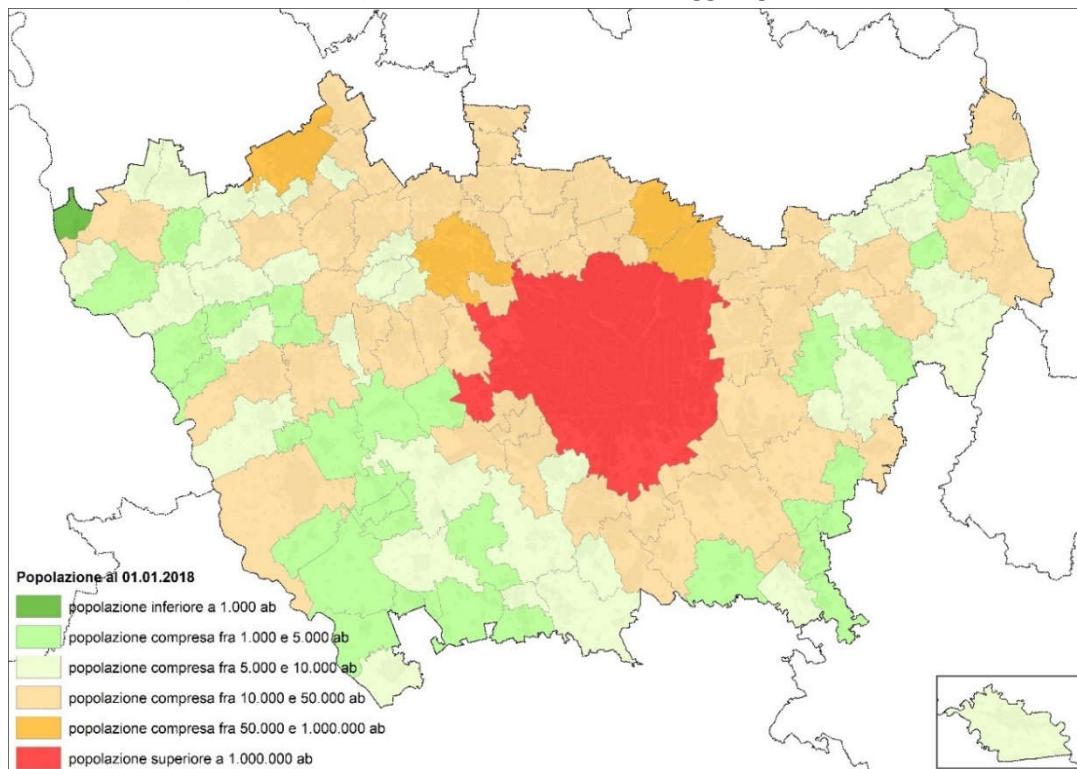 Popolazione al 01.01.2018
popolazione inferiore a 1.000 ab
popolazione compresa fra 1.000 e 5.000 ab
popolazione compresa fra 5.000 e 10.000 ab
popolazione compresa fra 10.000 e 50.000 ab
popolazione compresa fra 50.000 e 1.000.000 ab
popolazione superiore a 1.000.000 ab